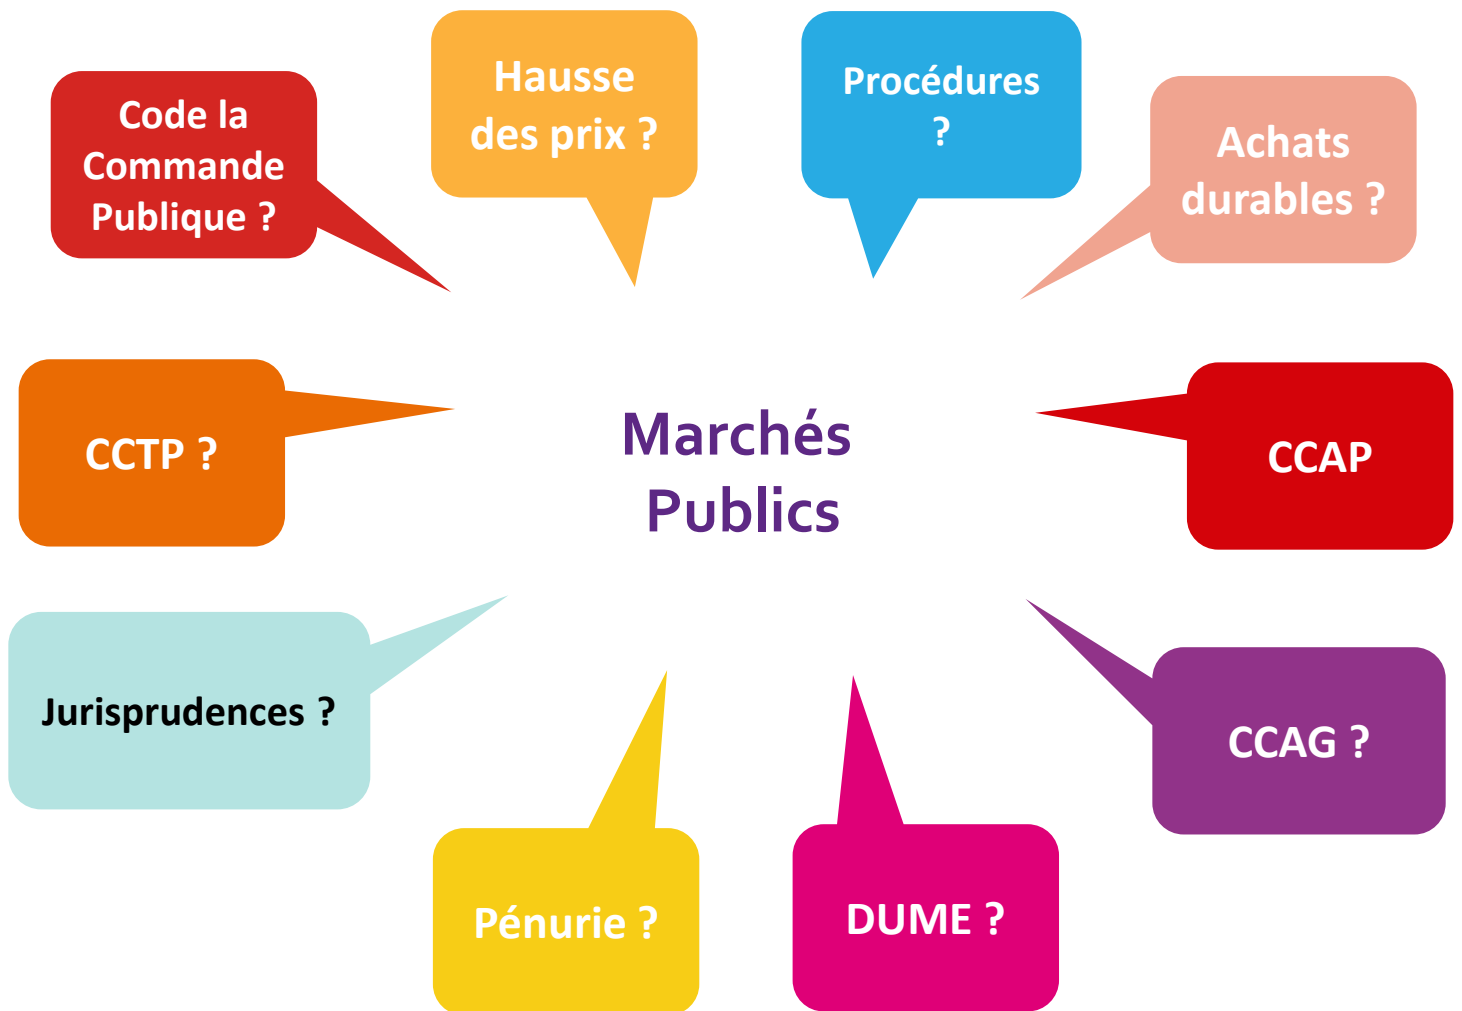 Hausse
des prix ?
Procédures
?
Code la
Commande
Publique ?
Achats
durables ?
Marchés
Publics
CCTP ?
CCAP
Jurisprudences ?
CCAG ?
Pénurie ?
DUME ?